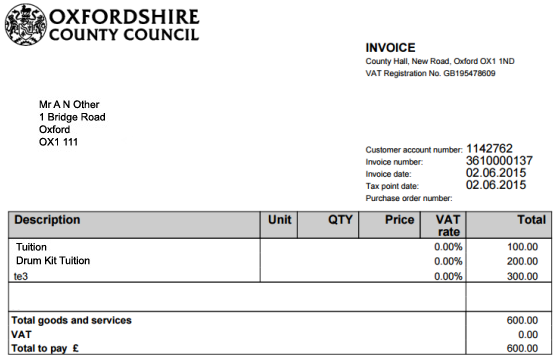 OXFORDSHIRE
COUNTY COUNCIL
INVOICE
County Hall, New Road, Oxford OX1 1ND
VAT Registration No. GB195478609
Mr A N Other
1 Bridge Road
Oxford
OX1 111
Customer account number: 1142762
Invoice number: 3610000137
Invoice date: 02.06.2015
Tax point date: 02.06.2015
Purchase order number:
Description Unit QTY Price VAT rate Total
Tuition 0.00% 100.00
Drum Kit Tuition 0.00% 200.00
te3 0.00% 300.00
Total goods and services 600.00
VAT 0.00
Total to pay £ 600.00